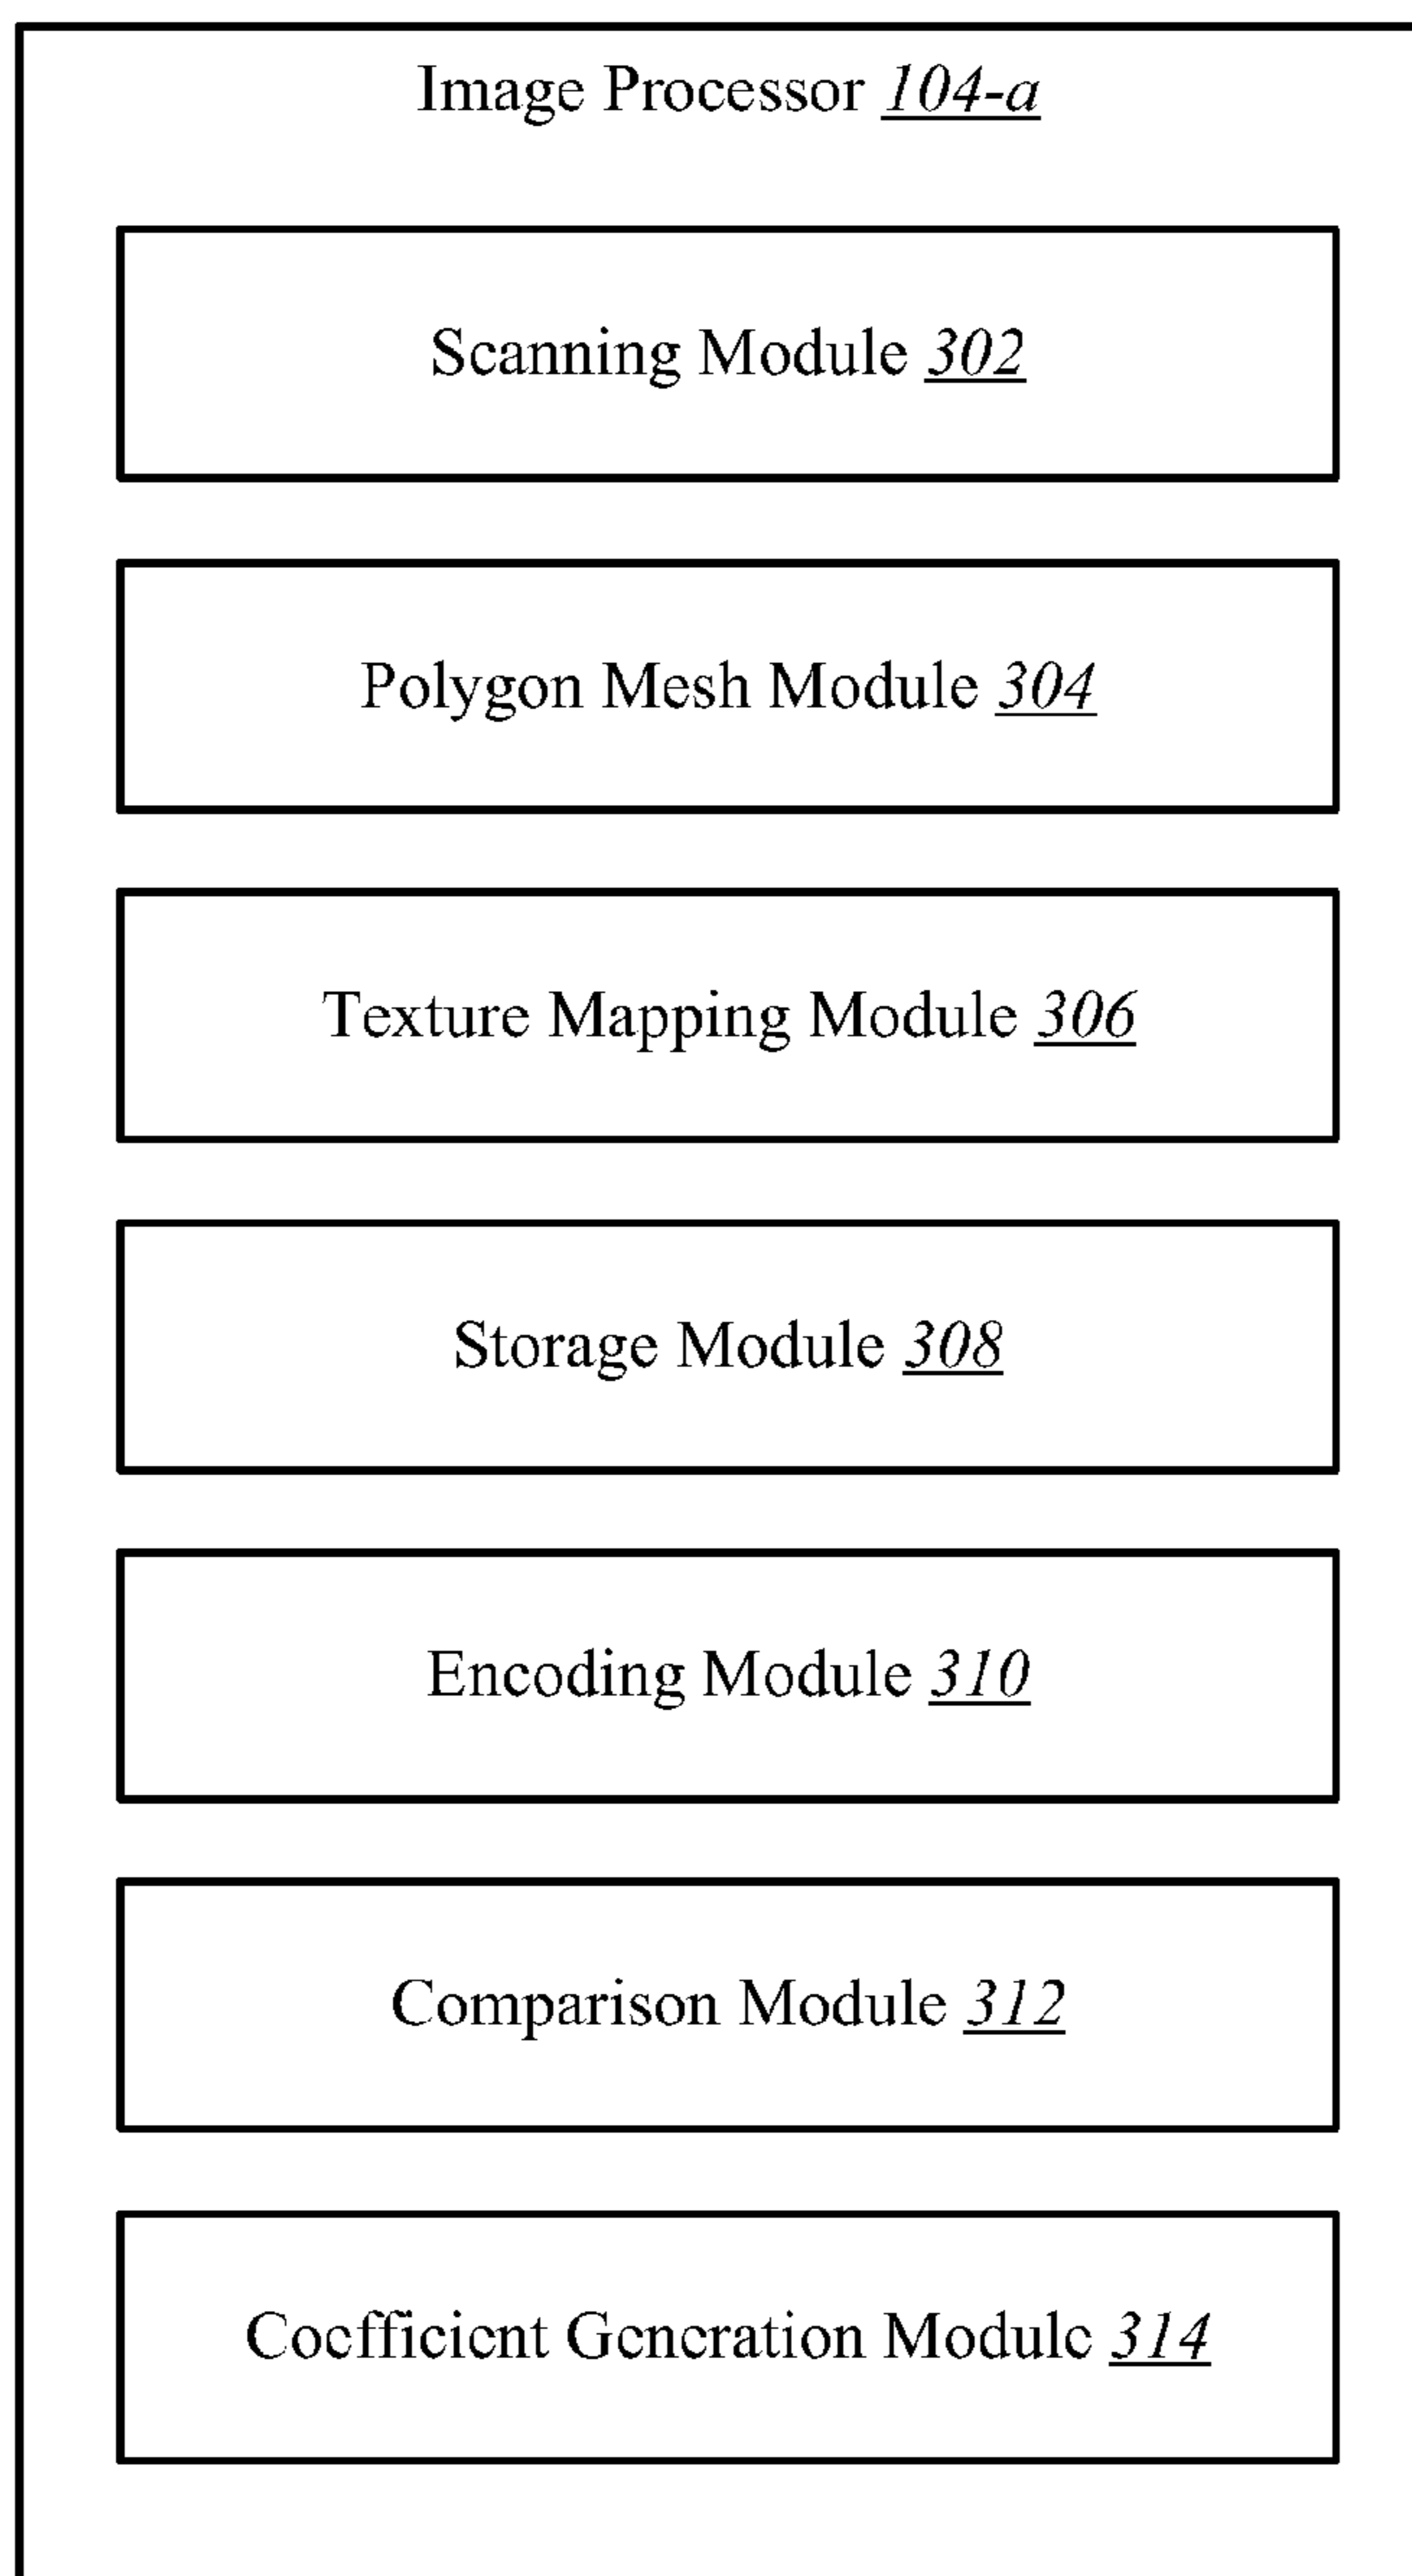 Image Processor 104-a
Scanning Module 302
Polygon Mesh Module 304
Texture Mapping Module 306
Storage Module 308
Encoding Module 310
Comparison Module 312
Coefficient Generation Module 314